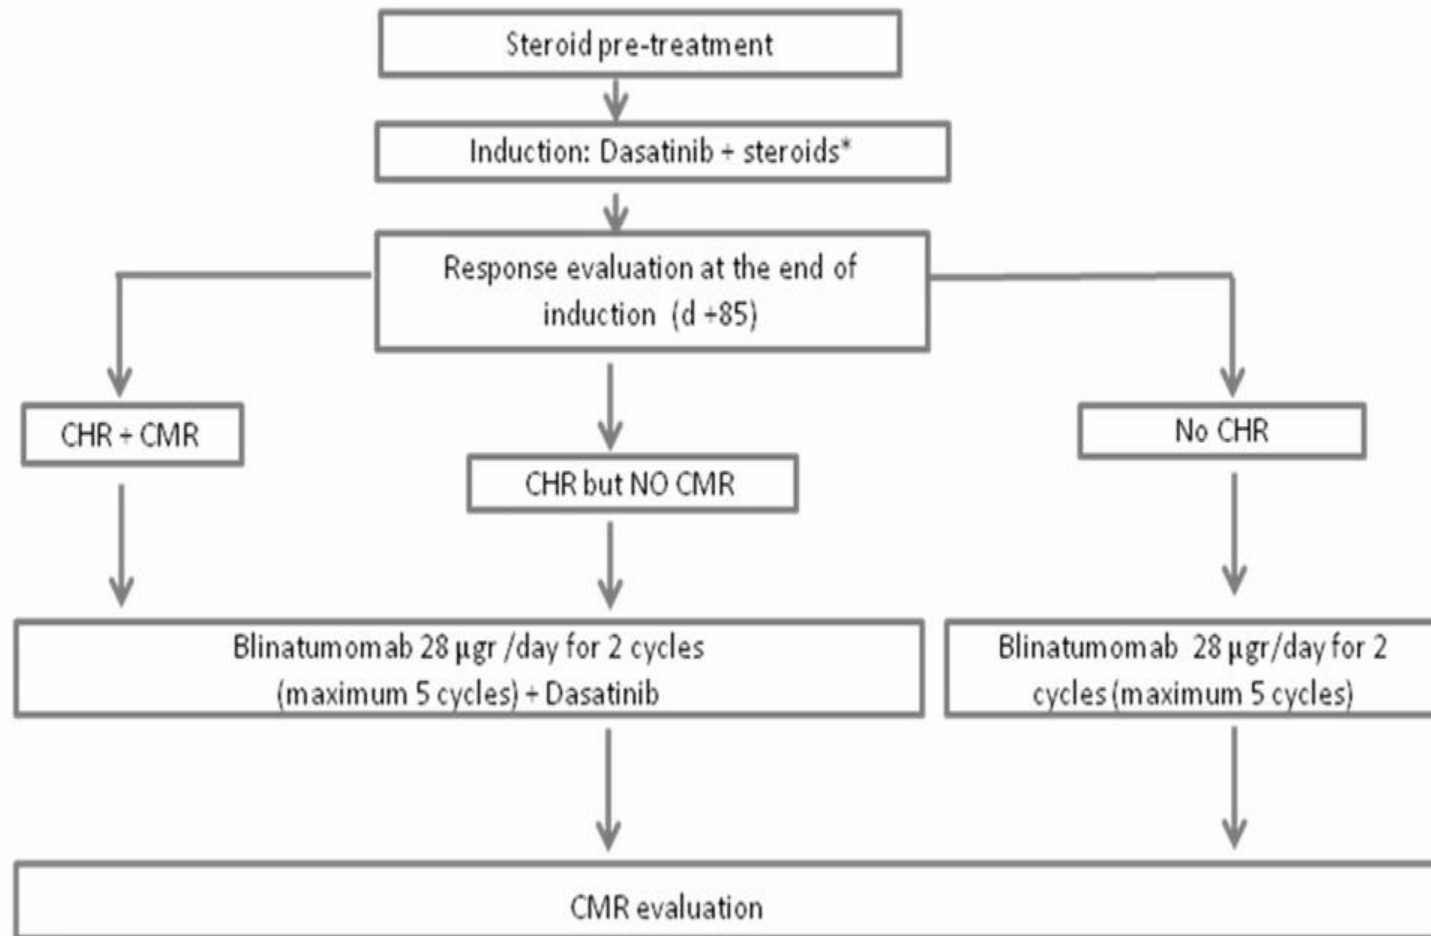 Steroid pre-treatment
Induction: Dasatinib + steroids*
Response evaluation at the end of
induction (d +85)
CHR + CMR
CHR but NO CMR
No CHR
Blinatumomab 28 μgr /day for 2 cycles
(maximum 5 cycles) + Dasatinib
Blinatumomab 28 μgr/day for 2
cycles (maximum 5 cycles)
CMR evaluation